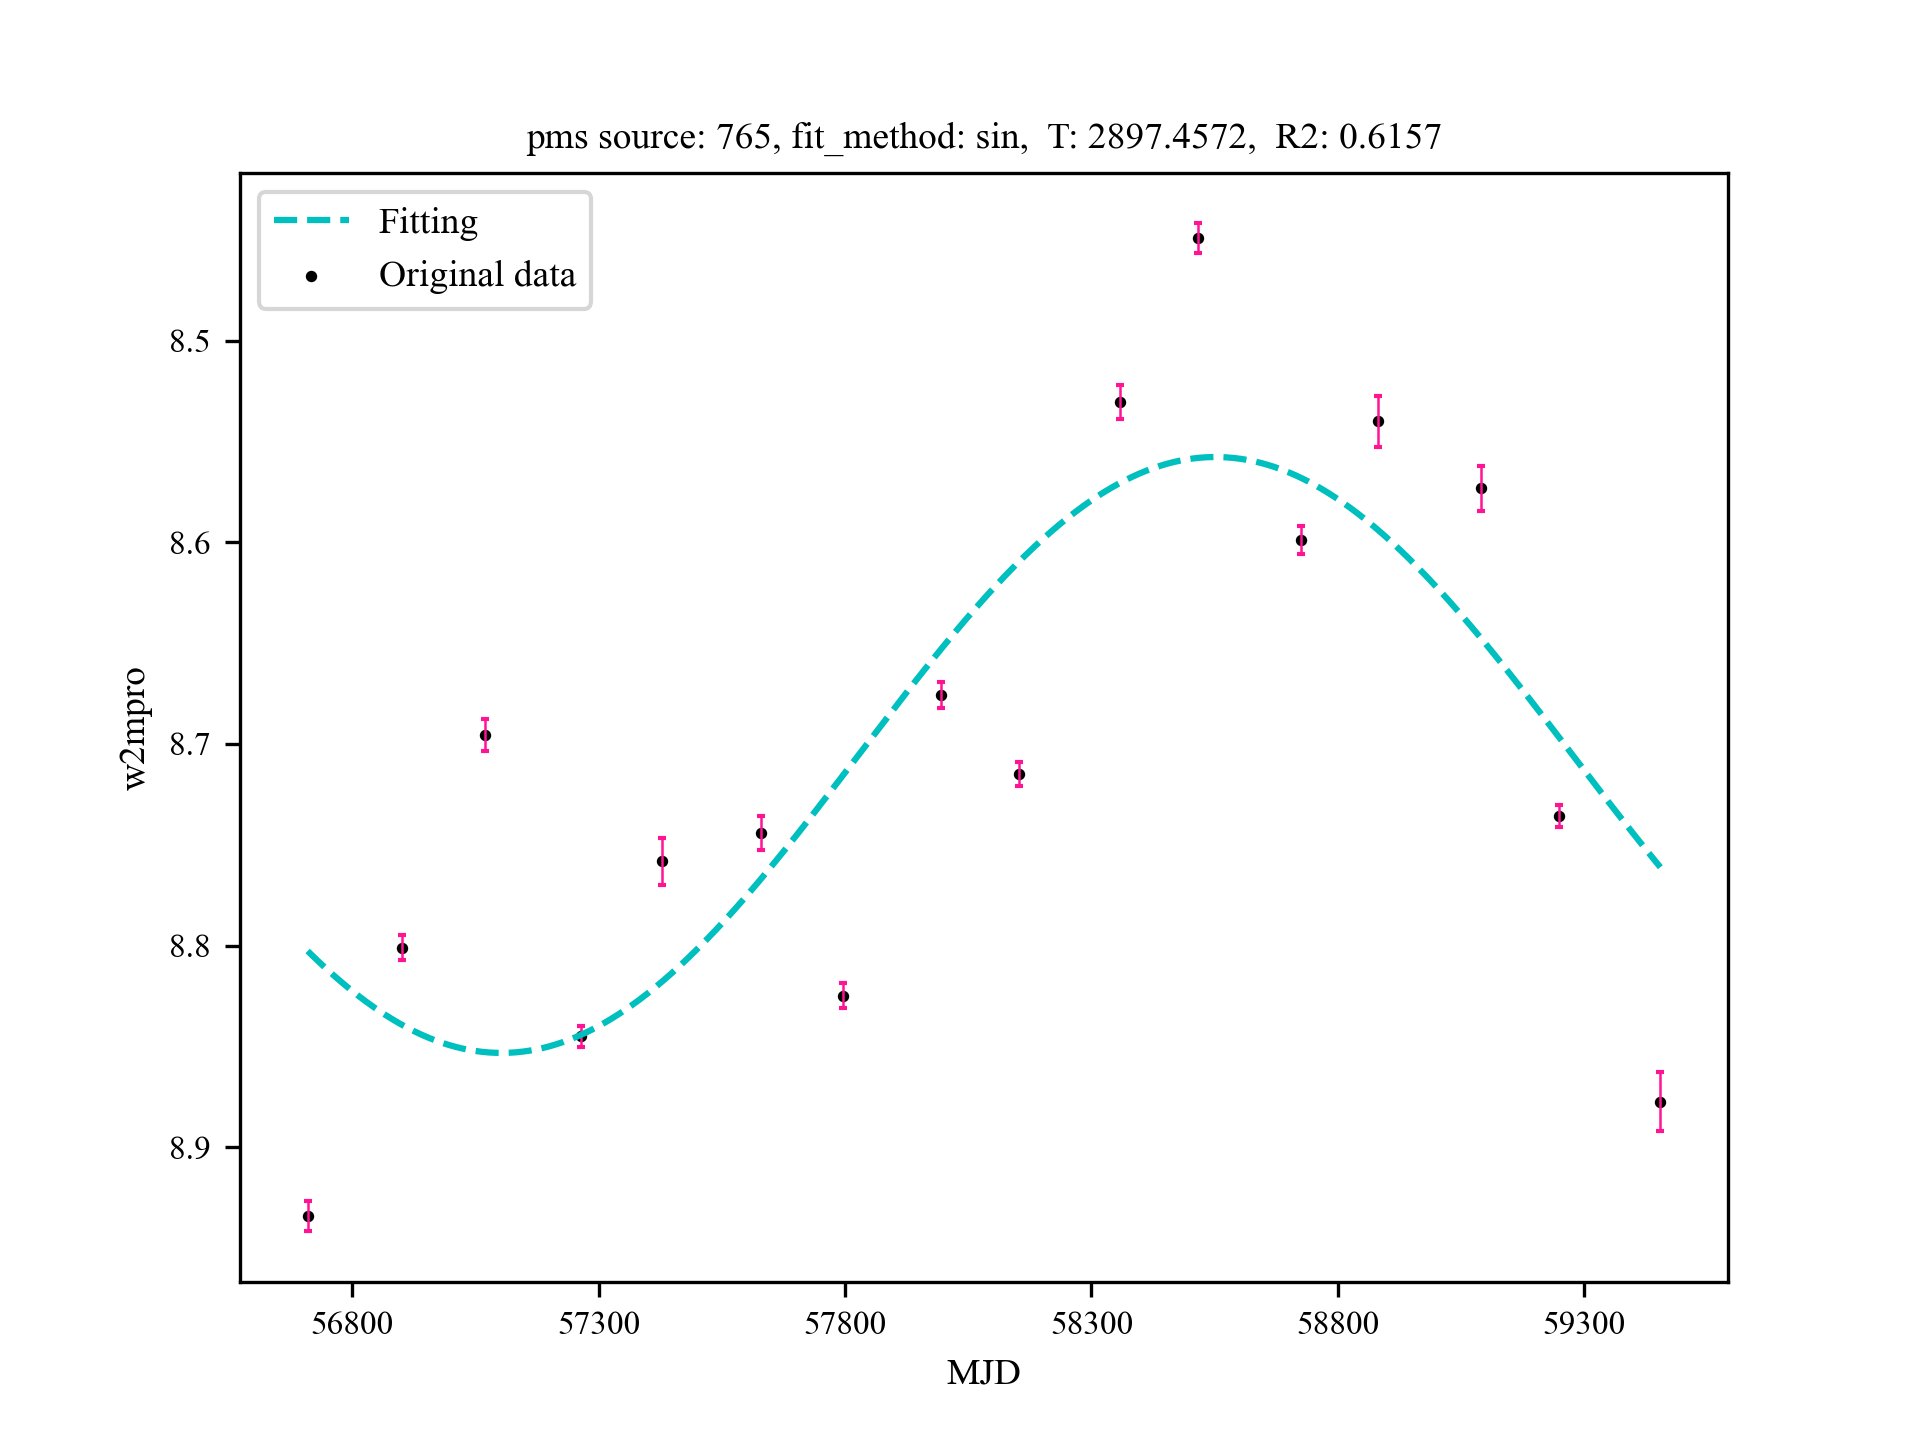 pms source: 765, fit_method: sin,  T: 2897.4572,  R2: 0.6157
Fitting
Original data
8.5
8.6
8.7
8.8
8.9
w2mpro
56800
57300
57800
58300
58800
59300
MJD